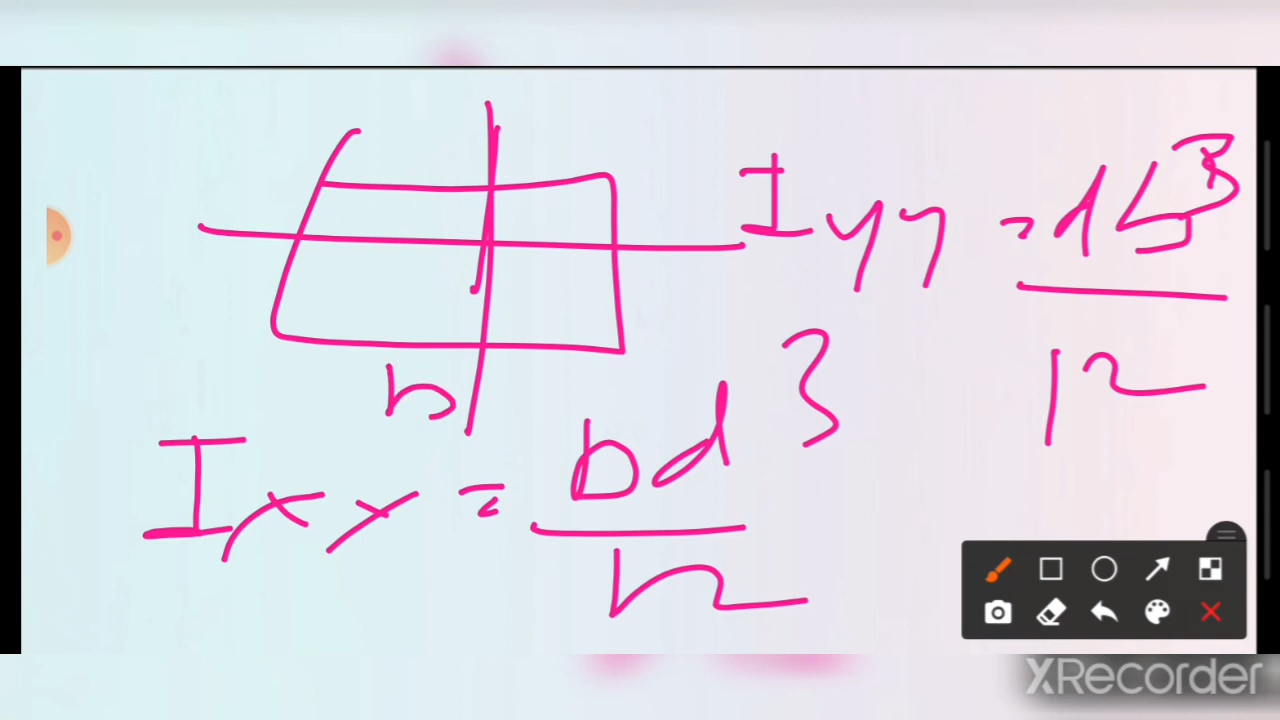 Iyy = db³/12
b
Ixx = bd³/12
XRecorder